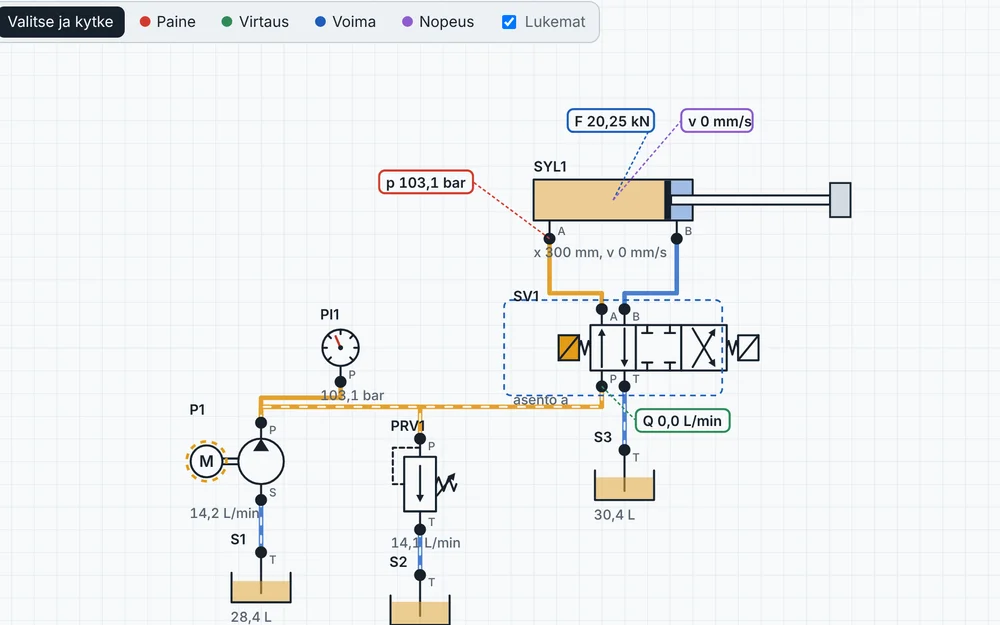 Valitse ja kytke
Paine
Virtaus
Voima
Nopeus
Lukemat
F 20,25 kN
v 0 mm/s
SYL1
p 103,1 bar
A
B
x 300 mm, v 0 mm/s
SV1
A
B
PI1
P
103,1 bar
P
T
asento a
P1
PRV1
Q 0,0 L/min
P
P
S3
M
T
S
14,2 L/min
30,4 L
T
S1
14,1 L/min
T
S2
T
28,4 L